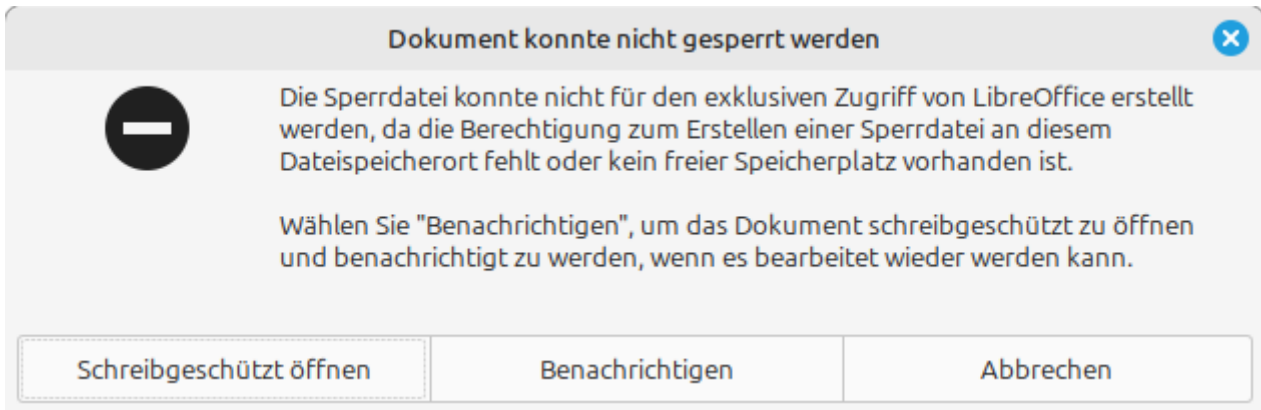 Dokument konnte nicht gesperrt werden
Die Sperrdatei konnte nicht für den exklusiven Zugriff von LibreOffice erstellt
werden, da die Berechtigung zum Erstellen einer Sperrdatei an diesem
Dateispeicherort fehlt oder kein freier Speicherplatz vorhanden ist.
Wählen Sie "Benachrichtigen", um das Dokument schreibgeschützt zu öffnen
und benachrichtigt zu werden, wenn es bearbeitet wieder werden kann.
Schreibgeschützt öffnen
Benachrichtigen
Abbrechen